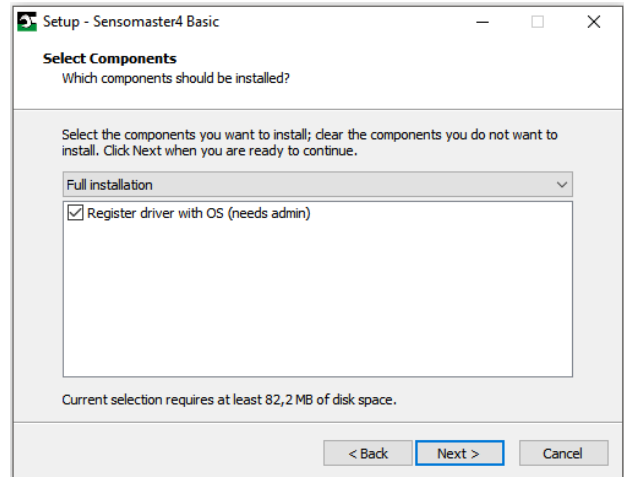 Setup - Sensomaster4 Basic
Select Components
Which components should be installed?
Select the components you want to install; clear the components you do not want to
install. Click Next when you are ready to continue.
Full installation
Register driver with OS (needs admin)
Current selection requires at least 82,2 MB of disk space.
< Back
Next >
Cancel